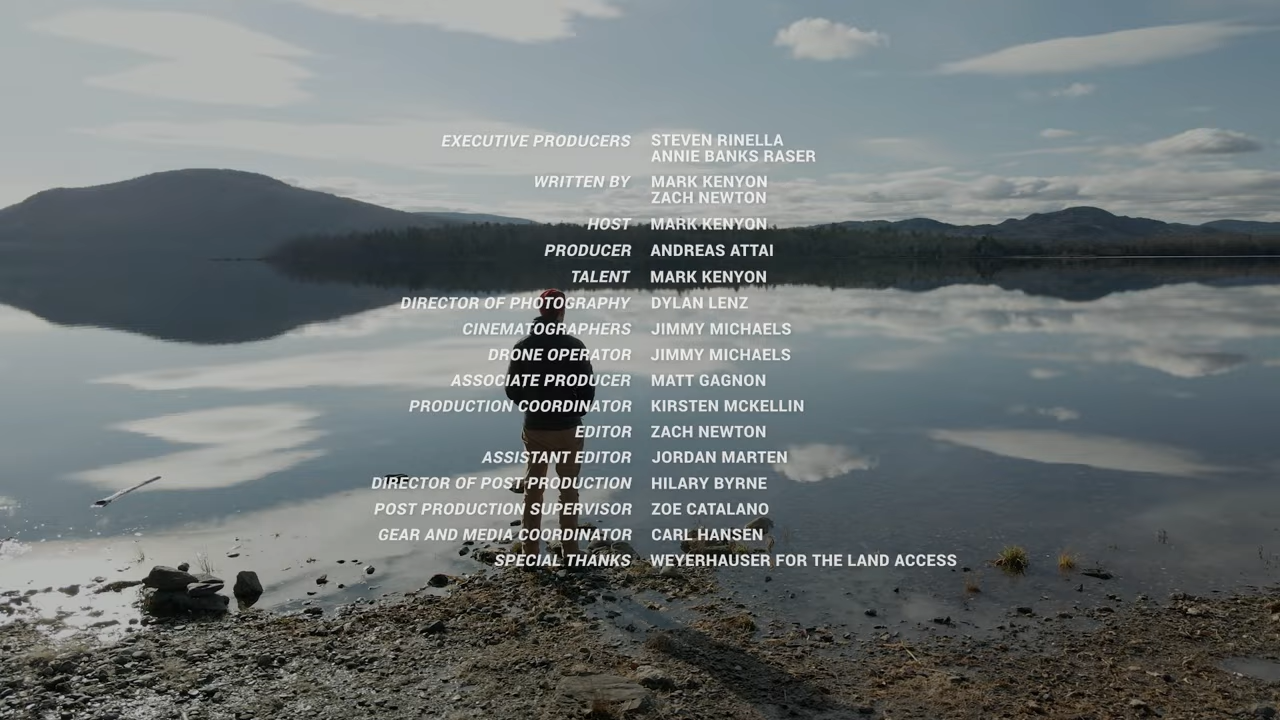 EXECUTIVE PRODUCERS STEVEN RINELLA
ANNIE BANKS RASER
WRITTEN BY MARK KENYON
ZACH NEWTON
HOST MARK KENYON
PRODUCER ANDREAS ATTAI
TALENT MARK KENYON
DIRECTOR OF PHOTOGRAPHY DYLAN LENZ
CINEMATOGRAPHERS JIMMY MICHAELS
DRONE OPERATOR JIMMY MICHAELS
ASSOCIATE PRODUCER MATT GAGNON
PRODUCTION COORDINATOR KIRSTEN MCKELLIN
EDITOR ZACH NEWTON
ASSISTANT EDITOR JORDAN MARTEN
DIRECTOR OF POST PRODUCTION HILARY BYRNE
POST PRODUCTION SUPERVISOR ZOE CATALANO
GEAR AND MEDIA COORDINATOR CARL HANSEN
SPECIAL THANKS WEYERHAUSER FOR THE LAND ACCESS